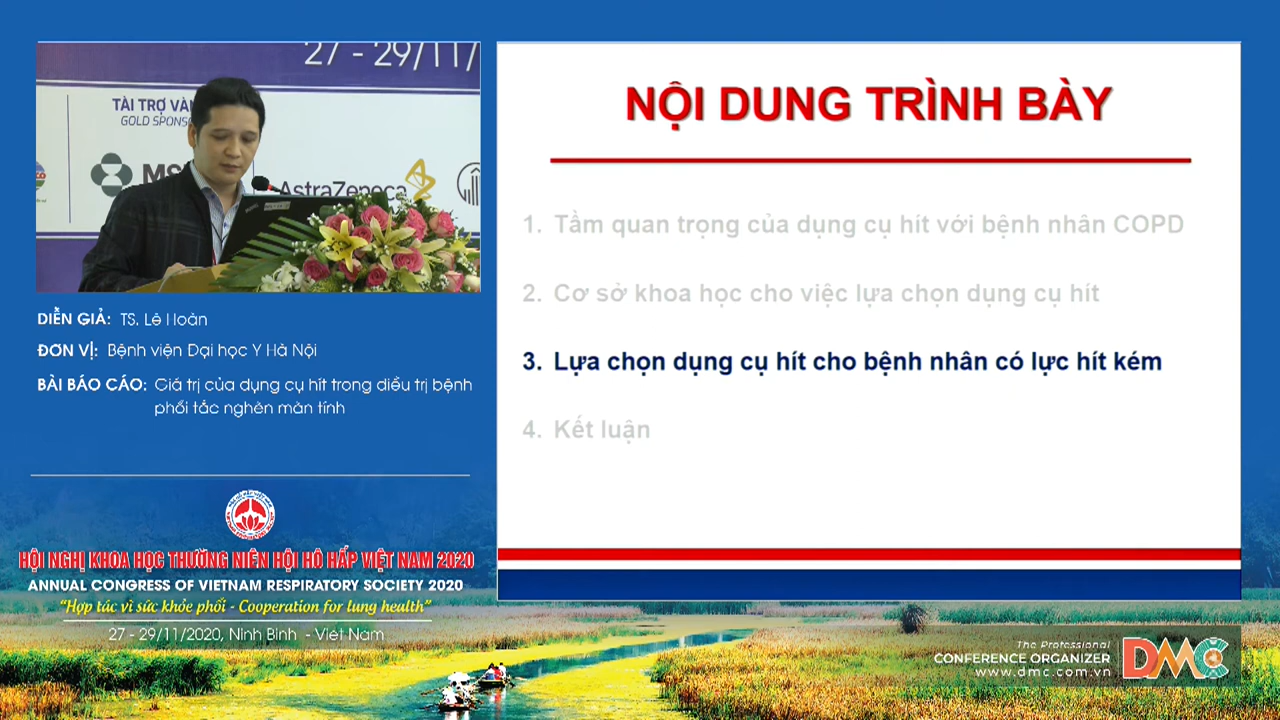 27 - 29/11/
TÀI TRỢ VÀ
GOLD SPONS
MS
AstraZeneca
DIỄN GIẢ: TS. Lê Hoàn
ĐƠN VỊ: Bệnh viện Đại học Y Hà Nội
BÀI BÁO CÁO: Giá trị của dụng cụ hít trong điều trị bệnh
phổi tắc nghẽn mãn tính
HỘI NGHỊ KHOA HỌC THƯỜNG NIÊN HỘI HÔ HẤP VIỆT NAM 2020
ANNUAL CONGRESS OF VIETNAM RESPIRATORY SOCIETY 2020
"Hợp tác vì sức khỏe phổi - Cooperation for lung health"
27 - 29/11/2020, Ninh Bình - Việt Nam
NỘI DUNG TRÌNH BÀY
1. Tầm quan trọng của dụng cụ hít với bệnh nhân COPD
2. Cơ sở khoa học cho việc lựa chọn dụng cụ hít
3. Lựa chọn dụng cụ hít cho bệnh nhân có lực hít kém
4. Kết luận
The Professional
CONFERENCE ORGANIZER
www.dmc.com.vn
DMC